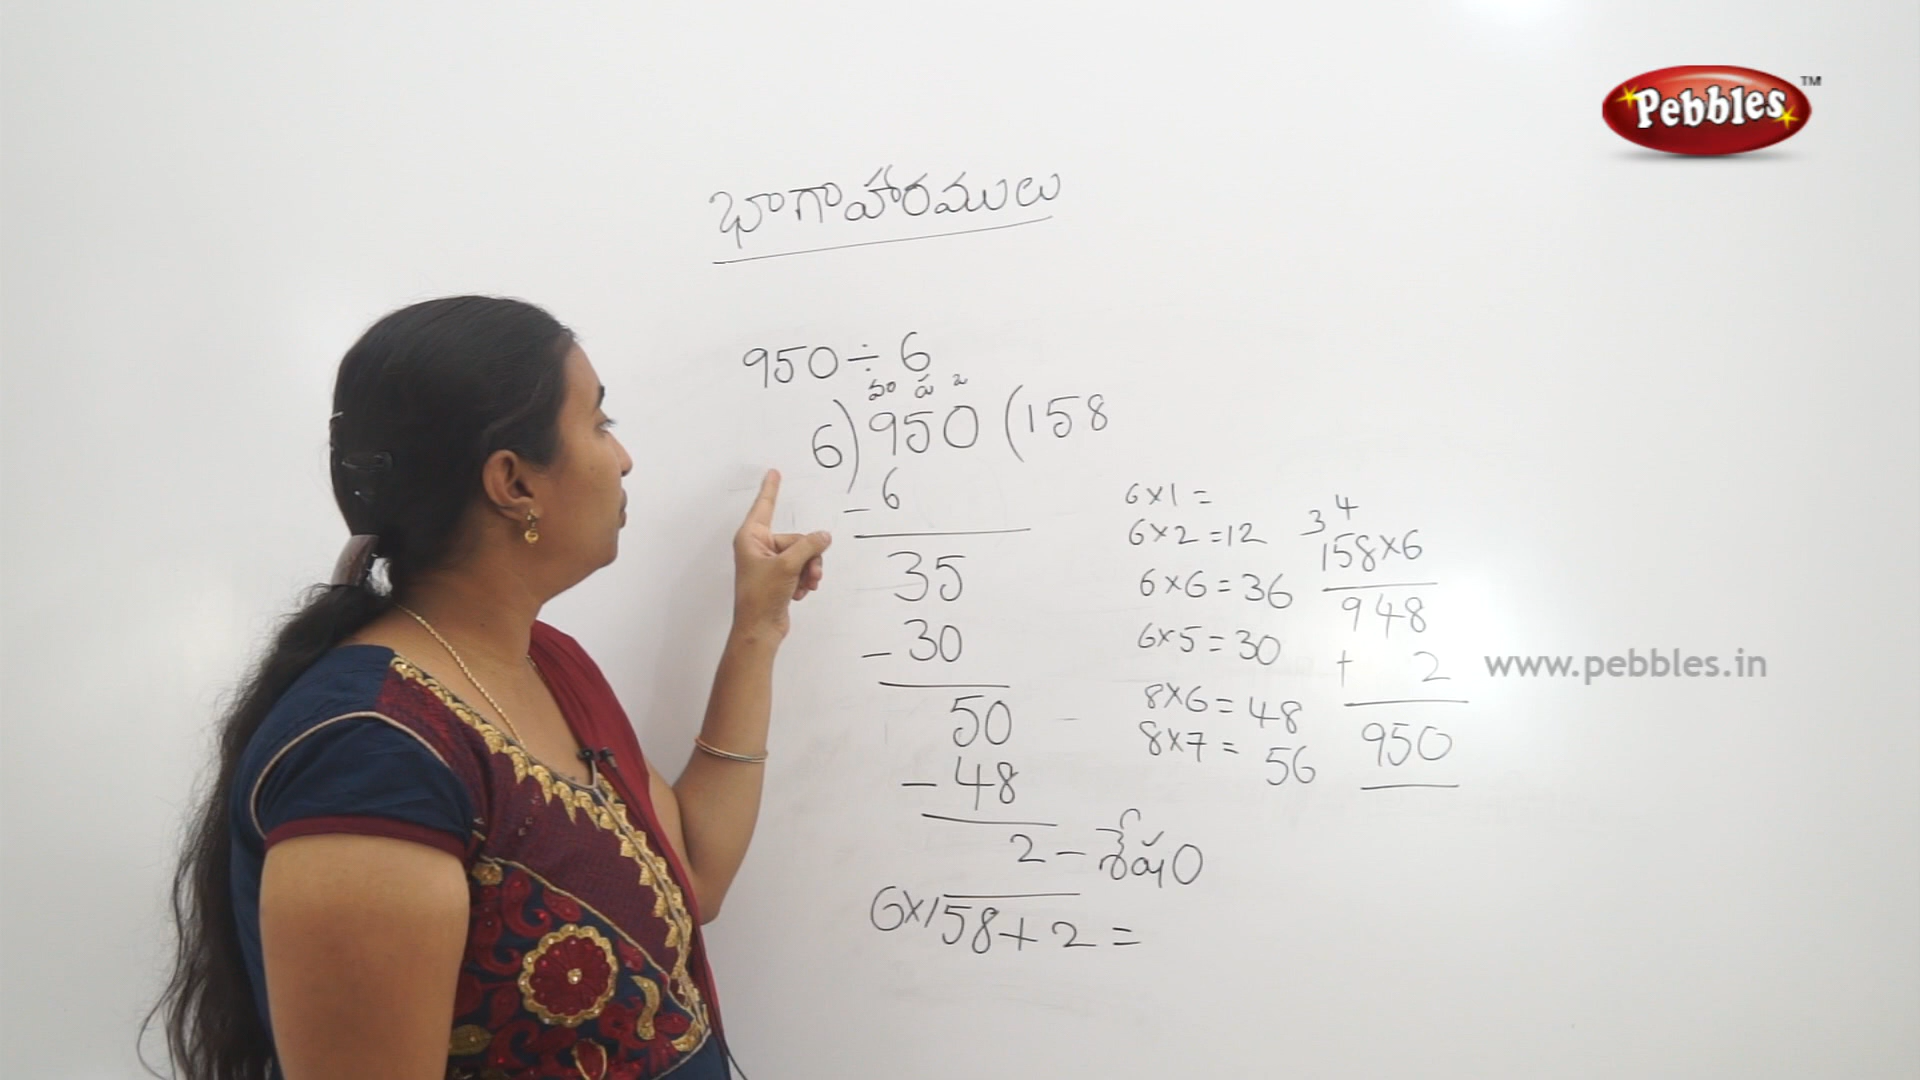 Pebbles™
భాగాహారములు
950 ÷ 6
వం ప ఒ
6) 950 (158
- 6
35
- 30
50
- 48
2 - శేషం
6×158+2=
6×1 =
6×2 =12
6×6 = 36
6×5 = 30
8×6 = 48
8×7 = 56
3 4
158×6
948
+ 2
950
www.pebbles.in